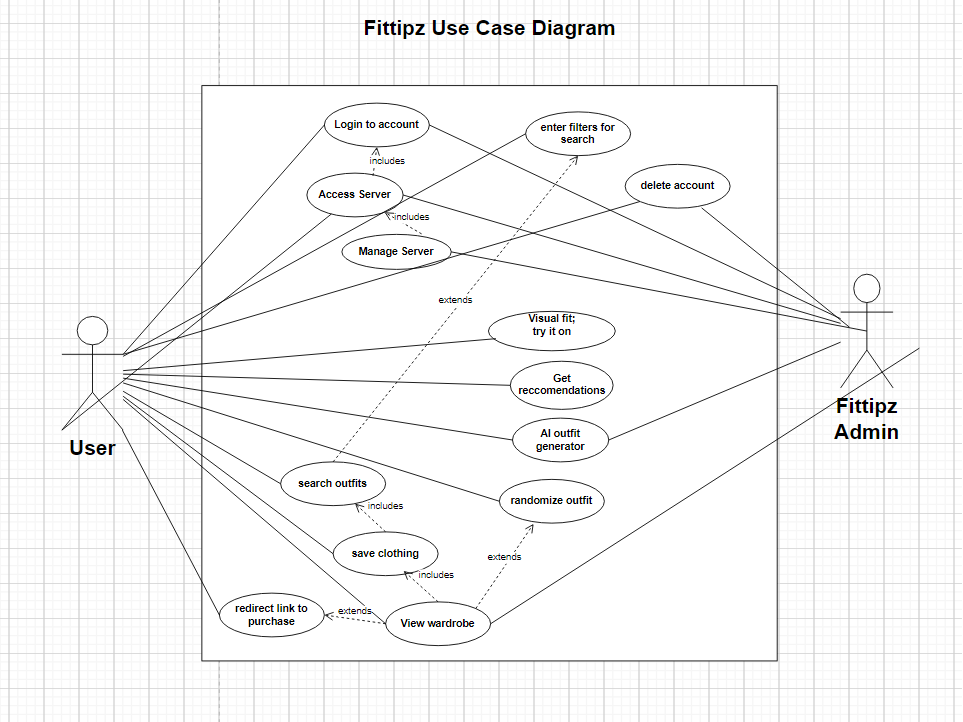 Fittipz Use Case Diagram
Login to account
enter filters for
search
includes
delete account
Access Server
includes
Manage Server
extends
Visual fit;
try it on
Get
reccomendations
Fittipz
Admin
User
AI outfit
generator
search outfits
randomize outfit
includes
save clothing
extends
includes
redirect link to
purchase
extends
View wardrobe